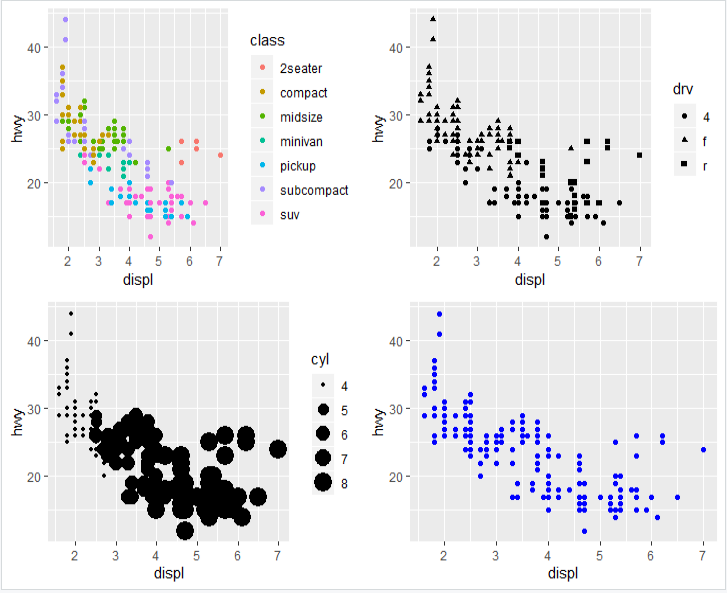 class
2seater
compact
midsize
minivan
pickup
subcompact
suv
40
30
20
hwy
2 3 4 5 6 7
displ
drv
4
f
r
40
30
20
hwy
2 3 4 5 6 7
displ
cyl
4
5
6
7
8
40
30
20
hwy
2 3 4 5 6 7
displ
40
30
20
hwy
2 3 4 5 6 7
displ